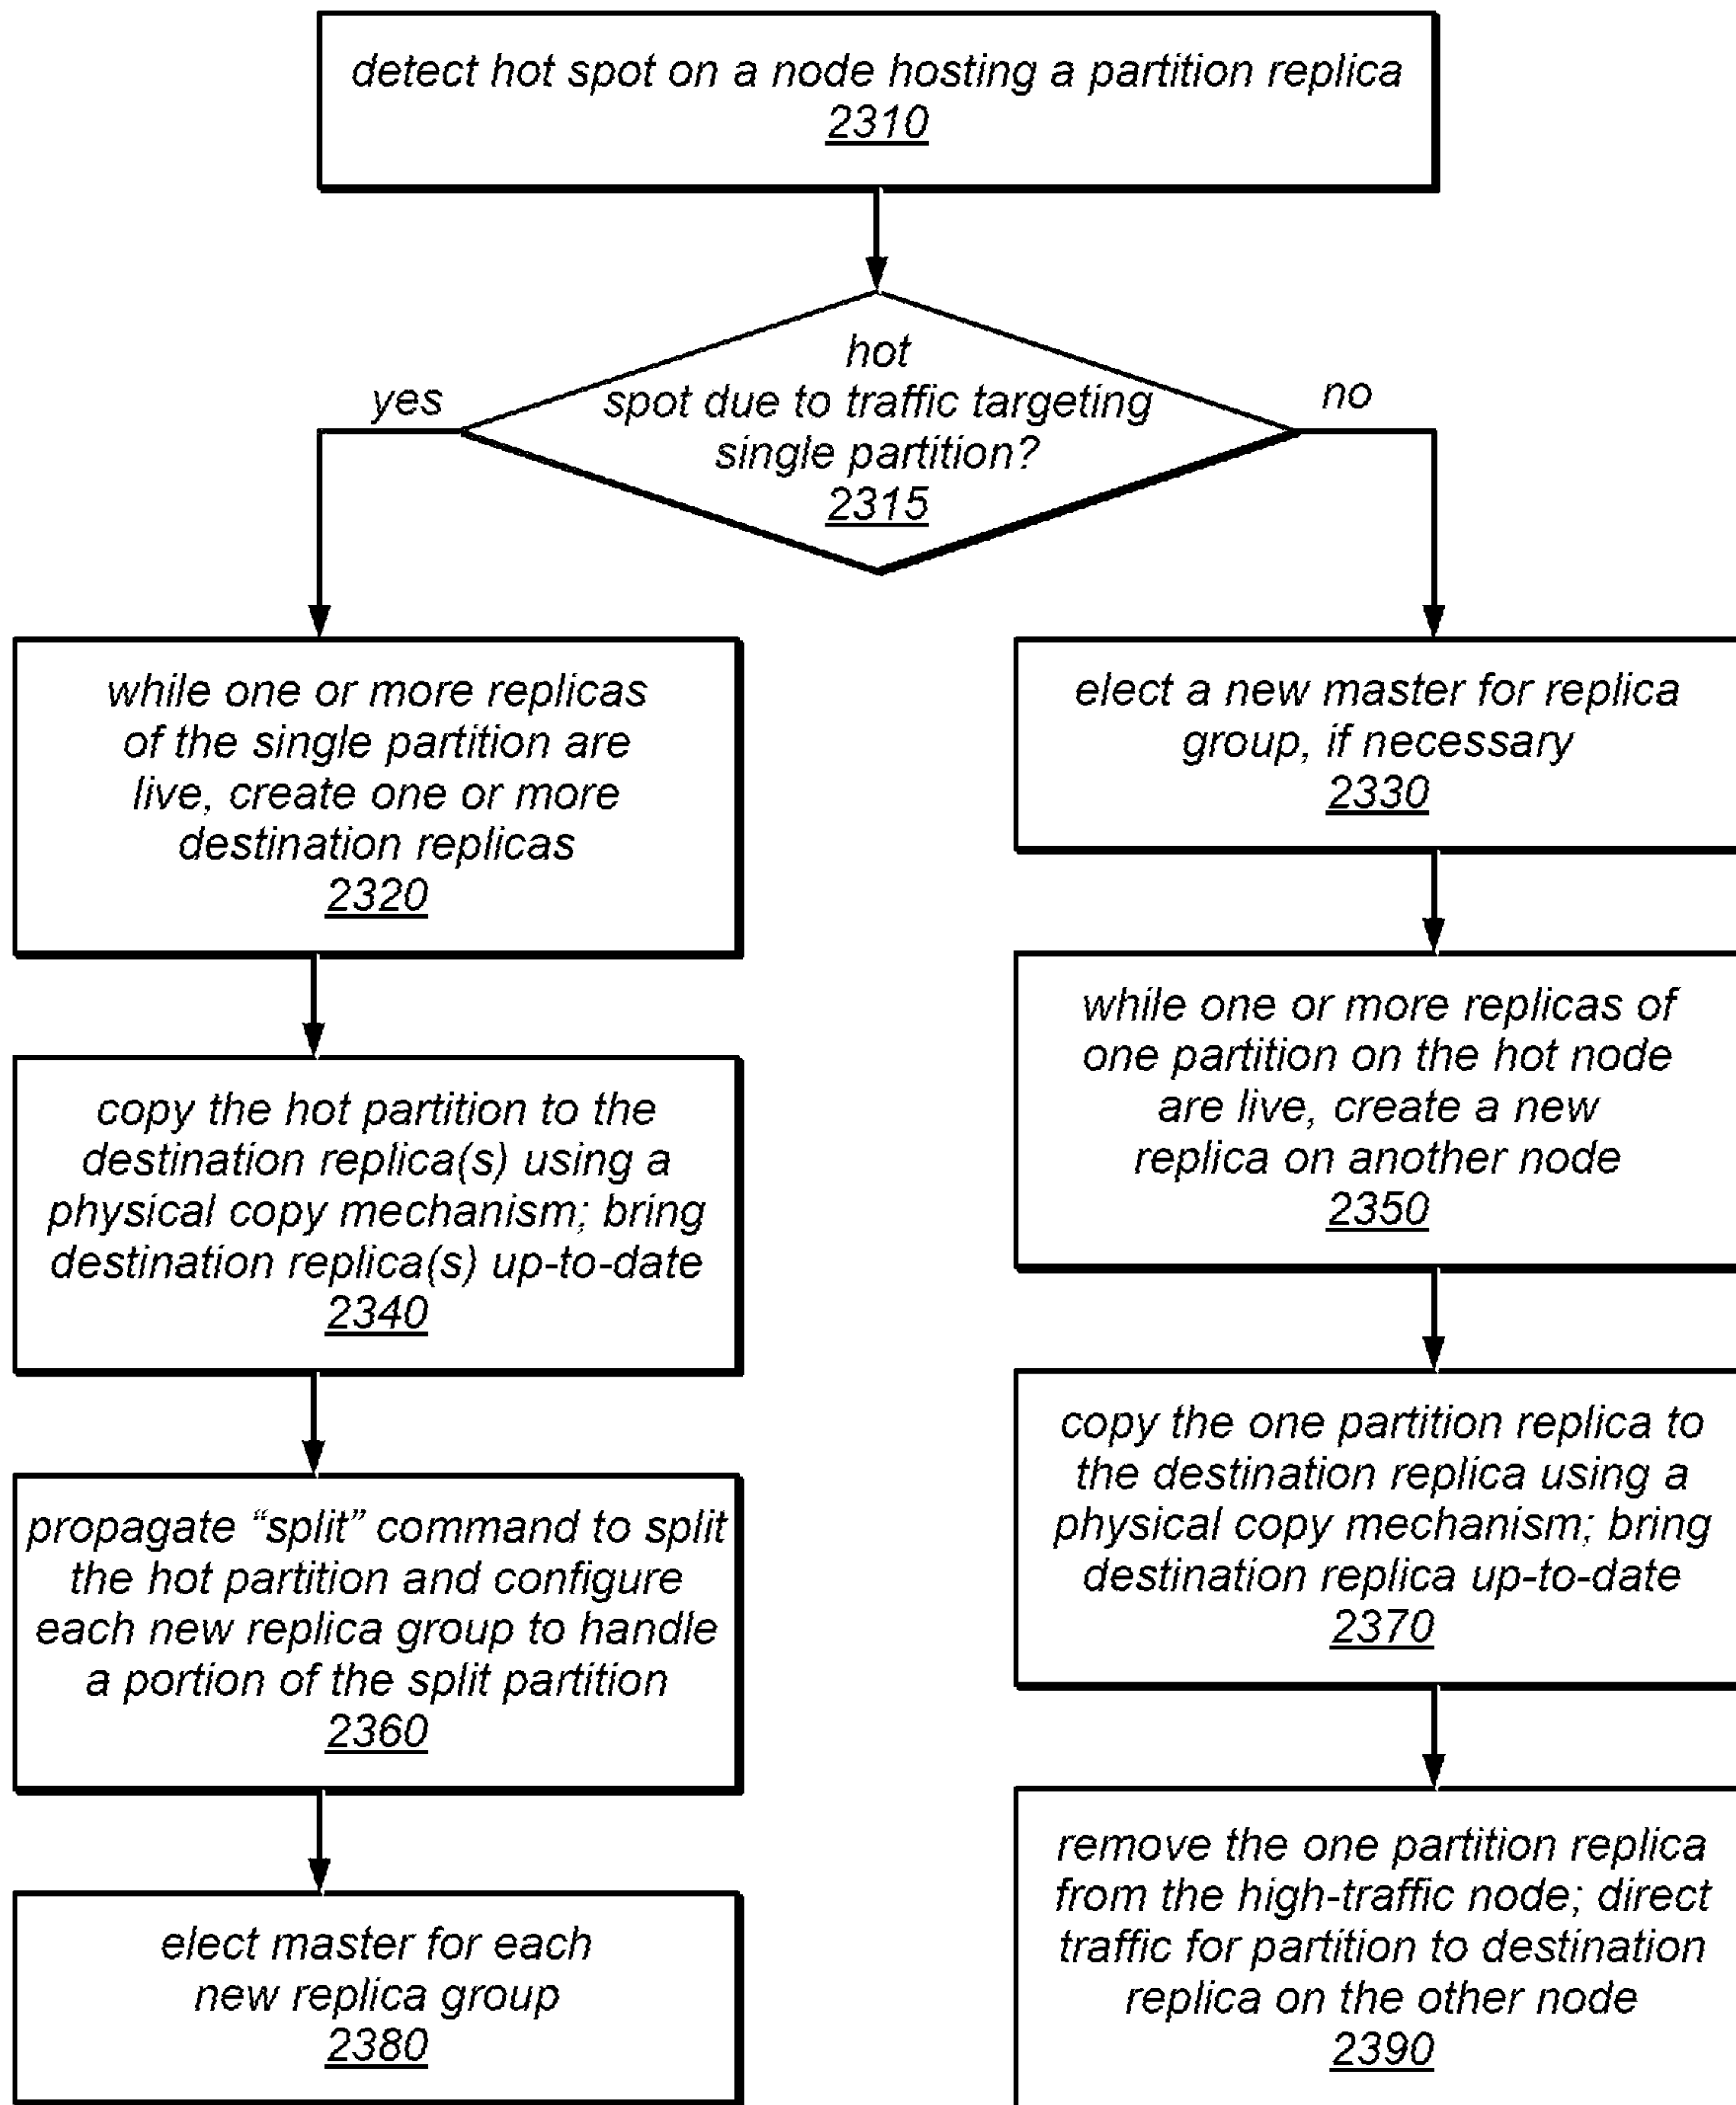 detect hot spot on a node hosting a partition replica
2310
hot
spot due to traffic targeting
single partition?
2315
yes
no
while one or more replicas
of the single partition are
live, create one or more
destination replicas
2320
copy the hot partition to the
destination replica(s) using a
physical copy mechanism; bring
destination replica(s) up-to-date
2340
propagate “split” command to split
the hot partition and configure
each new replica group to handle
a portion of the split partition
2360
elect master for each
new replica group
2380
elect a new master for replica
group, if necessary
2330
while one or more replicas of
one partition on the hot node
are live, create a new
replica on another node
2350
copy the one partition replica to
the destination replica using a
physical copy mechanism; bring
destination replica up-to-date
2370
remove the one partition replica
from the high-traffic node; direct
traffic for partition to destination
replica on the other node
2390